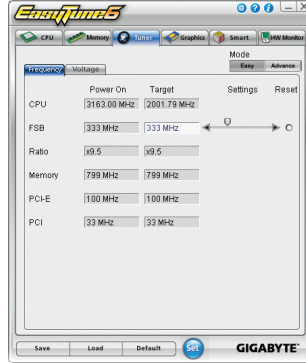 EasyTune6
CPU Memory Tuner Graphics Smart HW Monitor
Mode
Easy Advance
Frequency Voltage
Power On Target Settings Reset
CPU 3163.00 MHz 2001.79 MHz
FSB 333 MHz 333 MHz
Ratio x9.5 x9.5
Memory 799 MHz 799 MHz
PCI-E 100 MHz 100 MHz
PCI 33 MHz 33 MHz
Save Load Default Set GIGABYTE